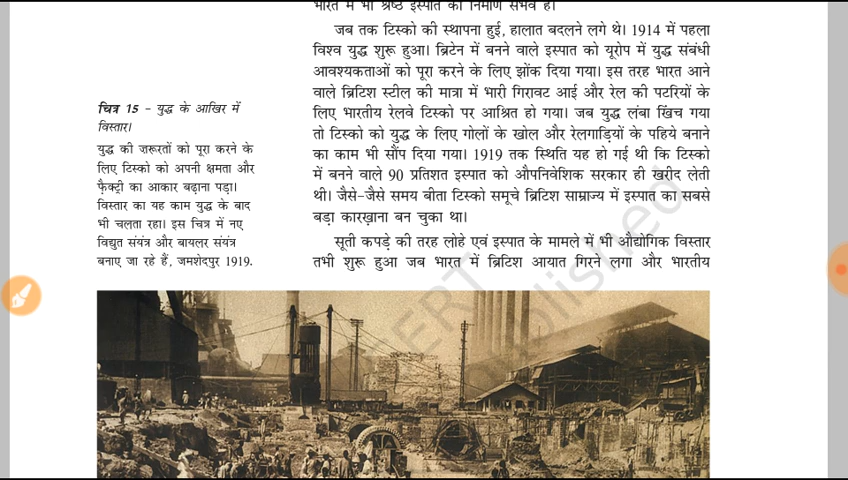 भारत में भी श्रेष्ठ इस्पात का निर्माण संभव है।
जब तक टिस्को की स्थापना हुई, हालात बदलने लगे थे। 1914 में पहला
विश्व युद्ध शुरू हुआ। ब्रिटेन में बनने वाले इस्पात को यूरोप में युद्ध संबंधी
आवश्यकताओं को पूरा करने के लिए झोंक दिया गया। इस तरह भारत आने
वाले ब्रिटिश स्टील की मात्रा में भारी गिरावट आई और रेल की पटरियों के
लिए भारतीय रेलवे टिस्को पर आश्रित हो गया। जब युद्ध लंबा खिंच गया
तो टिस्को को युद्ध के लिए गोलों के खोल और रेलगाड़ियों के पहिये बनाने
का काम भी सौंप दिया गया। 1919 तक स्थिति यह हो गई थी कि टिस्को
में बनने वाले 90 प्रतिशत इस्पात को औपनिवेशिक सरकार ही खरीद लेती
थी। जैसे-जैसे समय बीता टिस्को समूचे ब्रिटिश साम्राज्य में इस्पात का सबसे
बड़ा कारख़ाना बन चुका था।
सूती कपड़े की तरह लोहे एवं इस्पात के मामले में भी औद्योगिक विस्तार
तभी शुरू हुआ जब भारत में ब्रिटिश आयात गिरने लगा और भारतीय
चित्र 15 - युद्ध के आखिर में
विस्तार।
युद्ध की ज़रूरतों को पूरा करने के
लिए टिस्को को अपनी क्षमता और
फ़ैक्ट्री का आकार बढ़ाना पड़ा।
विस्तार का यह काम युद्ध के बाद
भी चलता रहा। इस चित्र में नए
विद्युत संयंत्र और बायलर संयंत्र
बनाए जा रहे हैं, जमशेदपुर 1919.